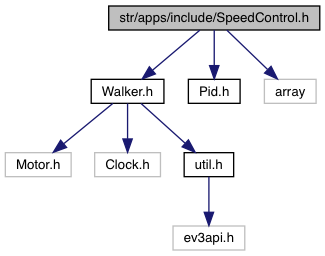 str/apps/include/SpeedControl.h
Walker.h
Pid.h
array
Motor.h
Clock.h
util.h
ev3api.h